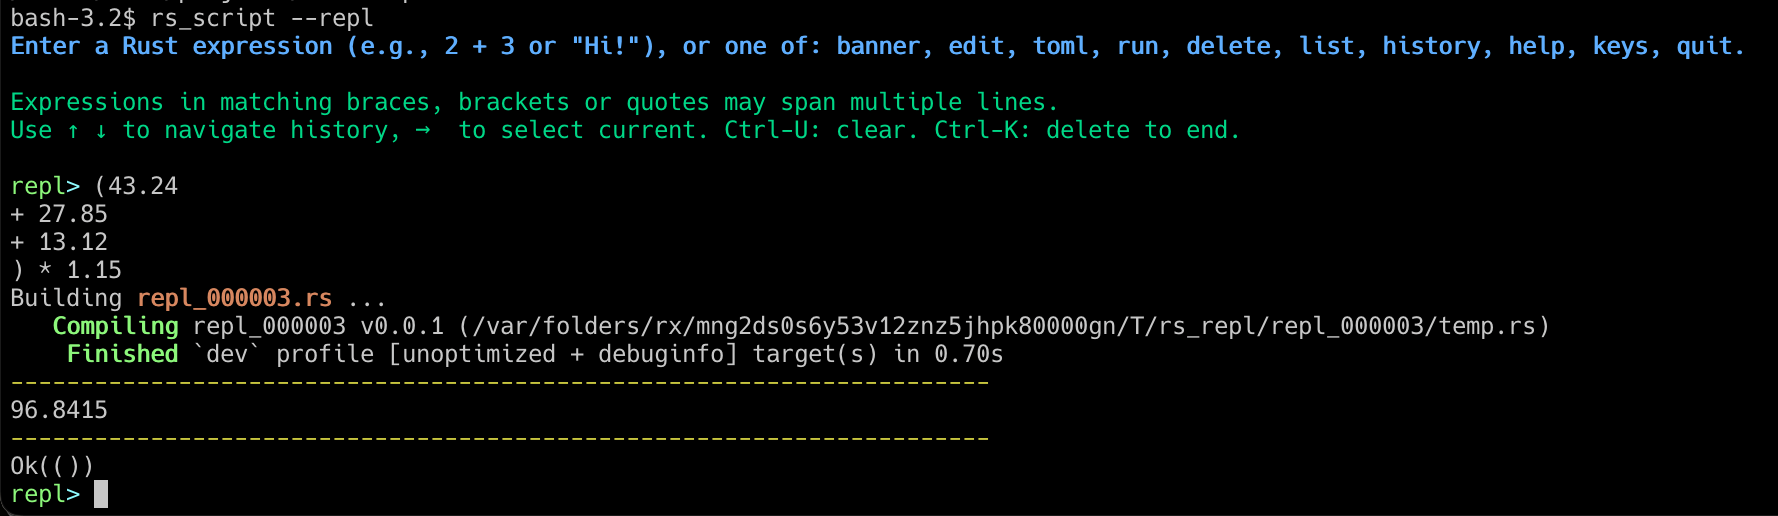 bash-3.2$ rs_script --repl
Enter a Rust expression (e.g., 2 + 3 or "Hi!"), or one of: banner, edit, toml, run, delete, list, history, help, keys, quit.
Expressions in matching braces, brackets or quotes may span multiple lines.
Use ↑ ↓ to navigate history, →  to select current. Ctrl-U: clear. Ctrl-K: delete to end.
repl> (43.24
+ 27.85
+ 13.12
) * 1.15
Building repl_000003.rs ...
   Compiling repl_000003 v0.0.1 (/var/folders/rx/mng2ds0s6y53v12znz5jhpk80000gn/T/rs_repl/repl_000003/temp.rs)
    Finished `dev` profile [unoptimized + debuginfo] target(s) in 0.70s
----------------------------------------------------------------------
96.8415
----------------------------------------------------------------------
Ok(())
repl>